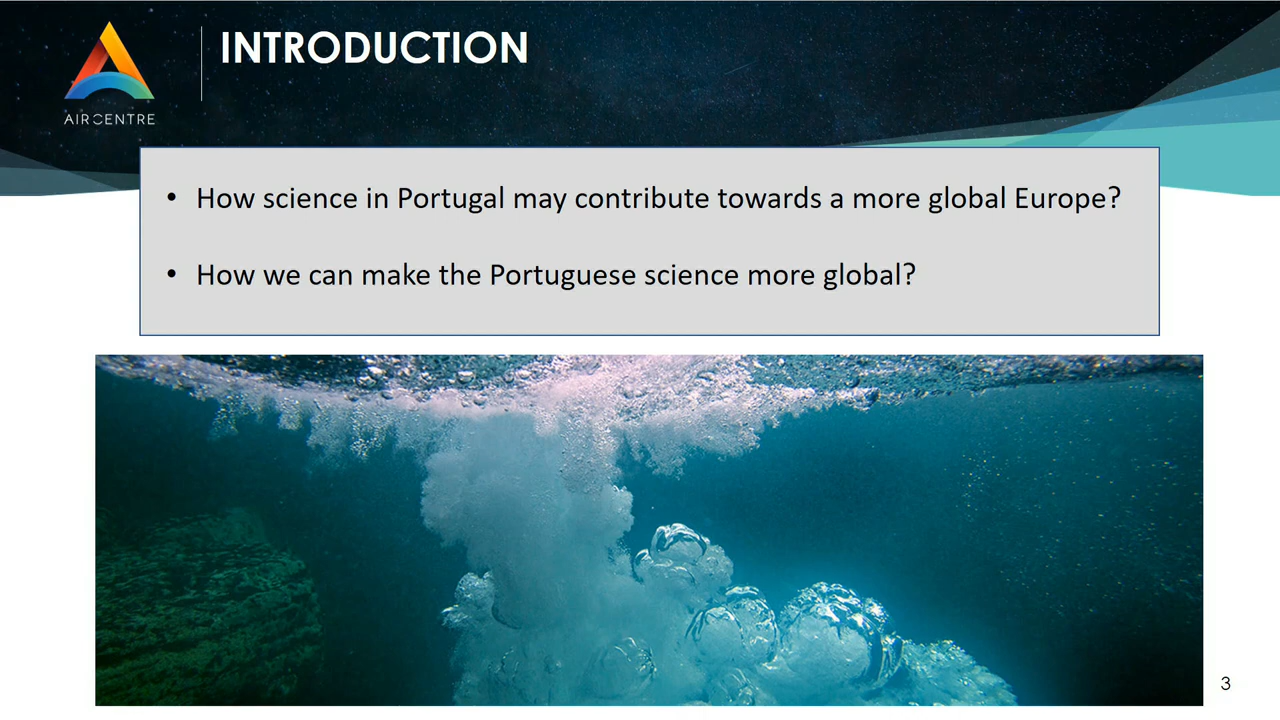 INTRODUCTION
AIRCENTRE
• How science in Portugal may contribute towards a more global Europe?
• How we can make the Portuguese science more global?
3